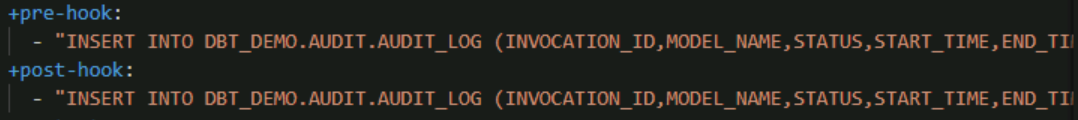 +pre-hook:
- "INSERT INTO DBT_DEMO.AUDIT.AUDIT_LOG (INVOCATION_ID,MODEL_NAME,STATUS,START_TIME,END_TI
+post-hook:
- "INSERT INTO DBT_DEMO.AUDIT.AUDIT_LOG (INVOCATION_ID,MODEL_NAME,STATUS,START_TIME,END_TI